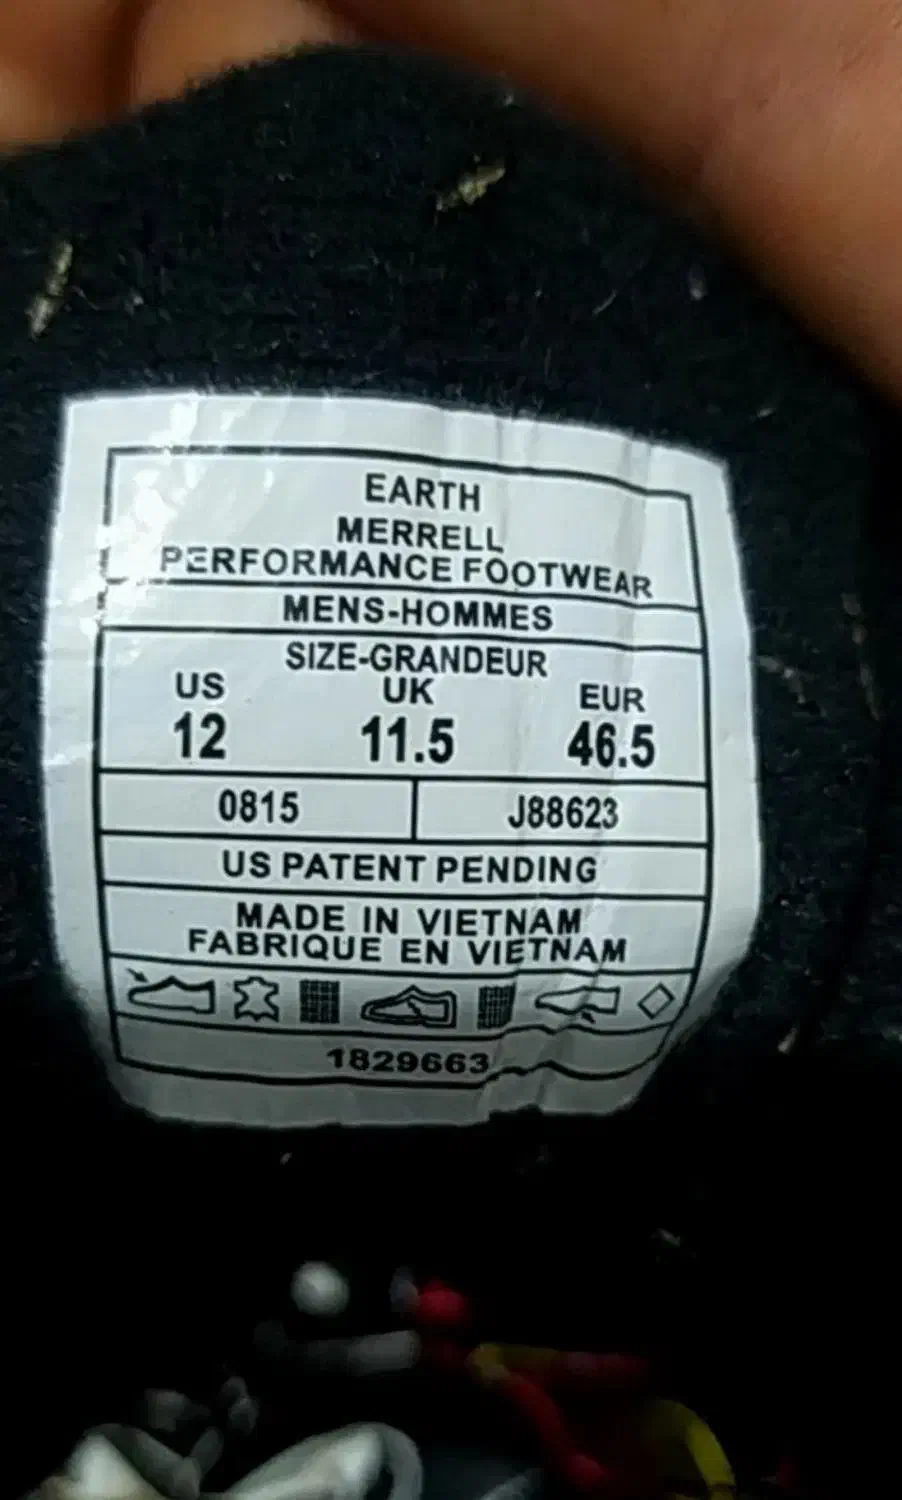 EARTH
MERRELL
PERFORMANCE FOOTWEAR
MENS-HOMMES
SIZE-GRANDEUR
US UK EUR
12 11.5 46.5
0815 J88623
US PATENT PENDING
MADE IN VIETNAM
FABRIQUE EN VIETNAM
1829663